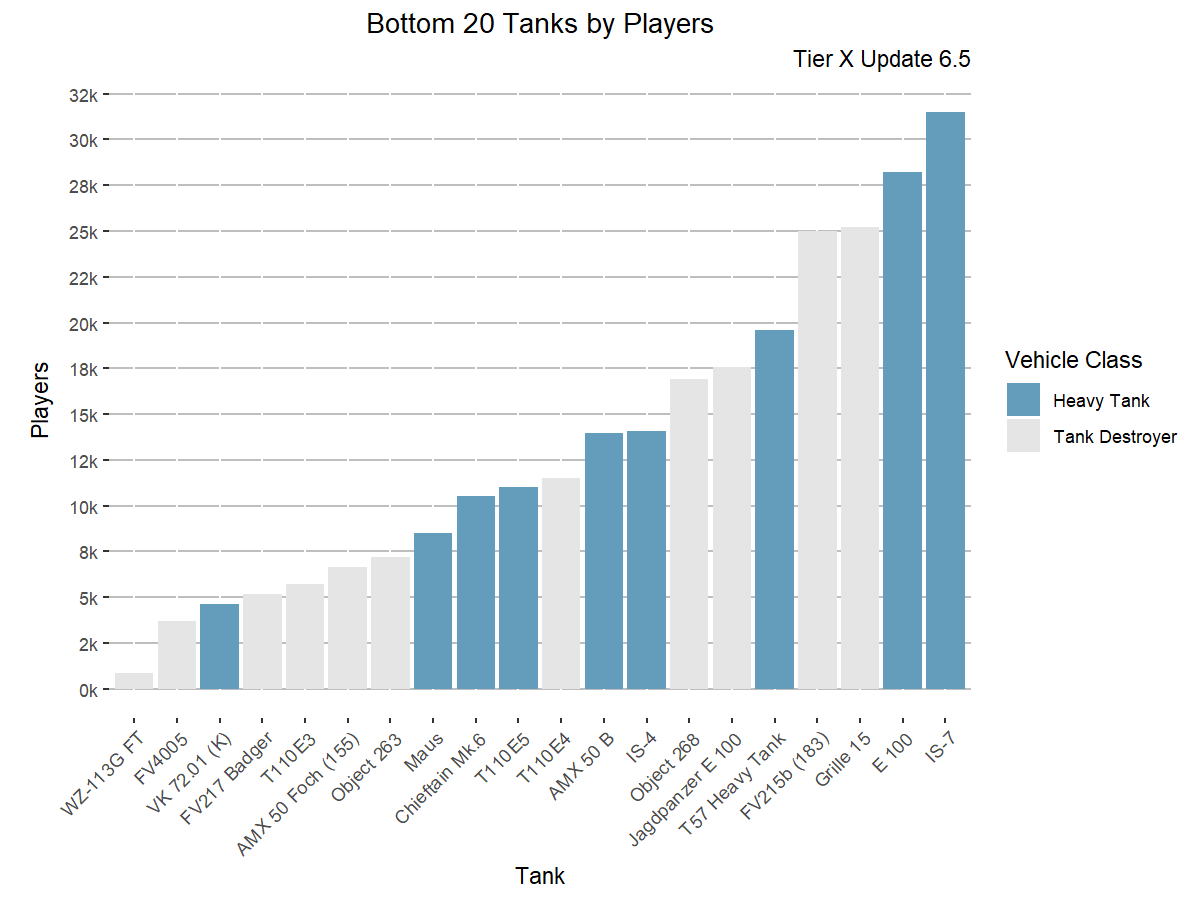 Bottom 20 Tanks by Players
Tier X Update 6.5
32k
30k
28k
25k
22k
20k
18k
15k
12k
10k
8k
5k
2k
0k
Players
WZ-113G FT
FV4005
VK 72.01 (K)
FV217 Badger
T110E3
AMX 50 Foch (155)
Object 263
Maus
Chieftain Mk.6
T110E5
T110E4
AMX 50 B
IS-4
Object 268
Jagdpanzer E 100
T57 Heavy Tank
FV215b (183)
Grille 15
E 100
IS-7
Tank
Vehicle Class
Heavy Tank
Tank Destroyer